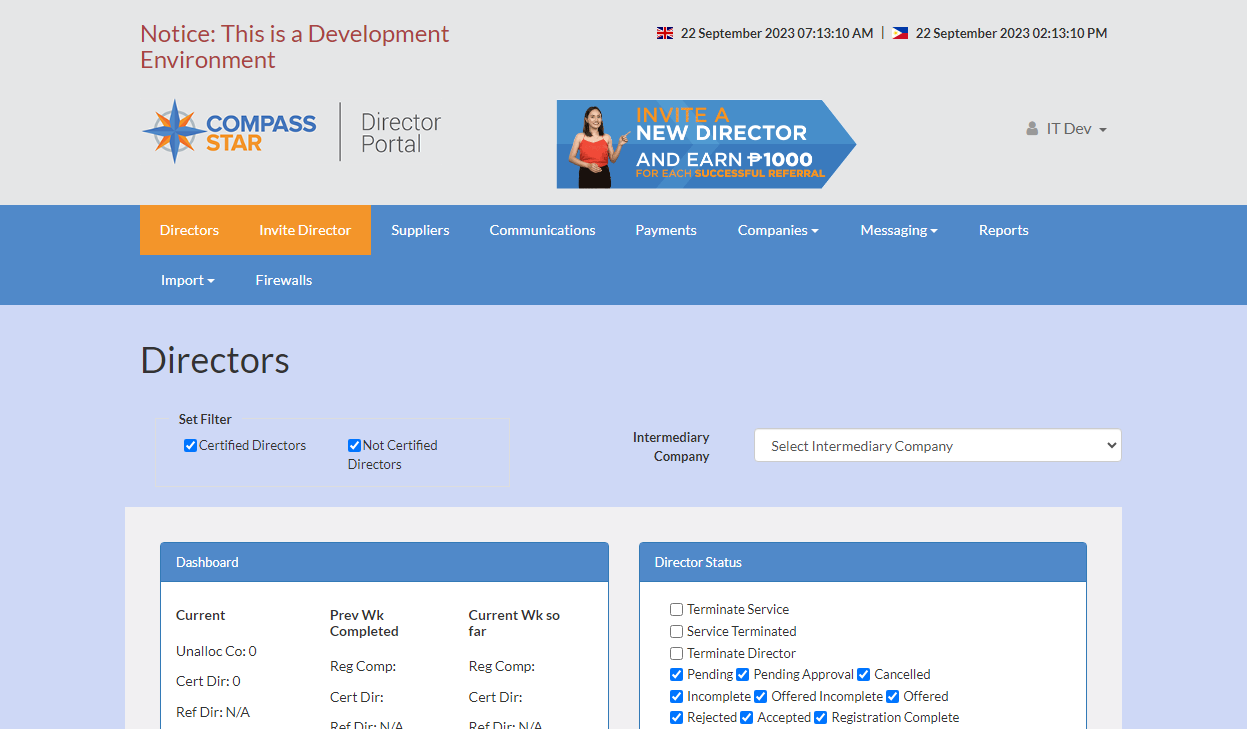 Notice: This is a Development
Environment
22 September 2023 07:13:10 AM | 22 September 2023 02:13:10 PM
COMPASS
STAR
Director
Portal
INVITE A
NEW DIRECTOR
AND EARN ₱1000
FOR EACH SUCCESSFUL REFERRAL
IT Dev
Directors Invite Director Suppliers Communications Payments Companies Messaging Reports
Import Firewalls
Directors
Set Filter
Certified Directors Not Certified
Directors
Intermediary
Company
Select Intermediary Company
Dashboard
Current Prev Wk
Completed
Current Wk so
far
Unalloc Co: 0
Reg Comp: Reg Comp:
Cert Dir: 0
Cert Dir: Cert Dir:
Ref Dir: N/A
Ref Dir: N/A Ref Dir: N/A
Director Status
Terminate Service
Service Terminated
Terminate Director
Pending Pending Approval Cancelled
Incomplete Offered Incomplete Offered
Rejected Accepted Registration Complete